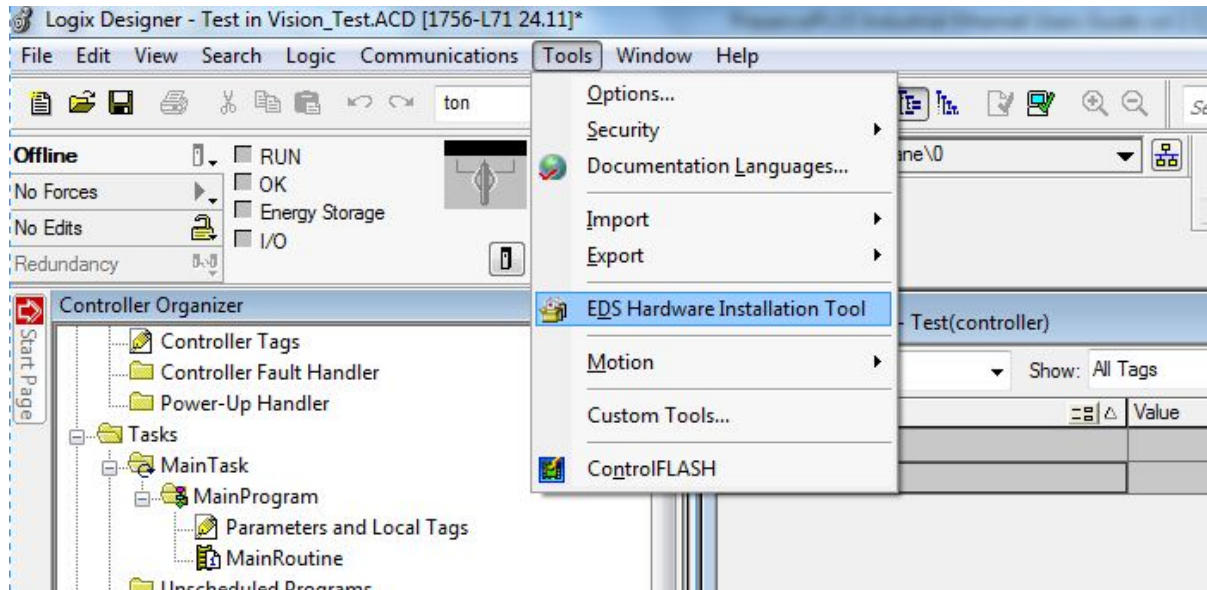 Logix Designer - Test in Vision_Test.ACD [1756-L71 24.11]*
File Edit View Search Logic Communications Tools Window Help
ton
Options...
Security
Documentation Languages...
Import
Export
EDS Hardware Installation Tool
Motion
Custom Tools...
ControlFLASH
Offline
RUN
No Forces
OK
No Edits
Energy Storage
I/O
Redundancy
ane\0
Start Page
Controller Organizer
Controller Tags
Controller Fault Handler
Power-Up Handler
Tasks
MainTask
MainProgram
Parameters and Local Tags
MainRoutine
Unscheduled Programs
- Test(controller)
Show: All Tags
Value